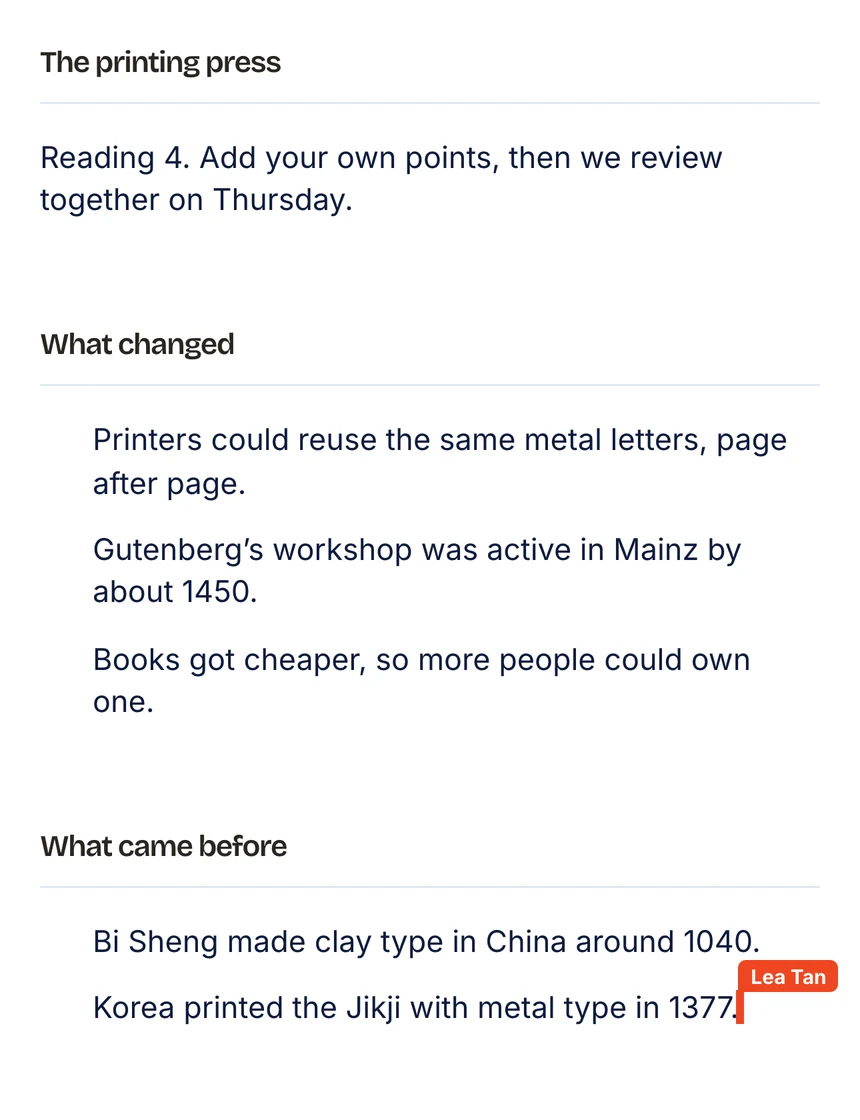 The printing press
Reading 4. Add your own points, then we review
together on Thursday.
What changed
Printers could reuse the same metal letters, page
after page.
Gutenberg’s workshop was active in Mainz by
about 1450.
Books got cheaper, so more people could own
one.
What came before
Bi Sheng made clay type in China around 1040.
Lea Tan
Korea printed the Jikji with metal type in 1377.